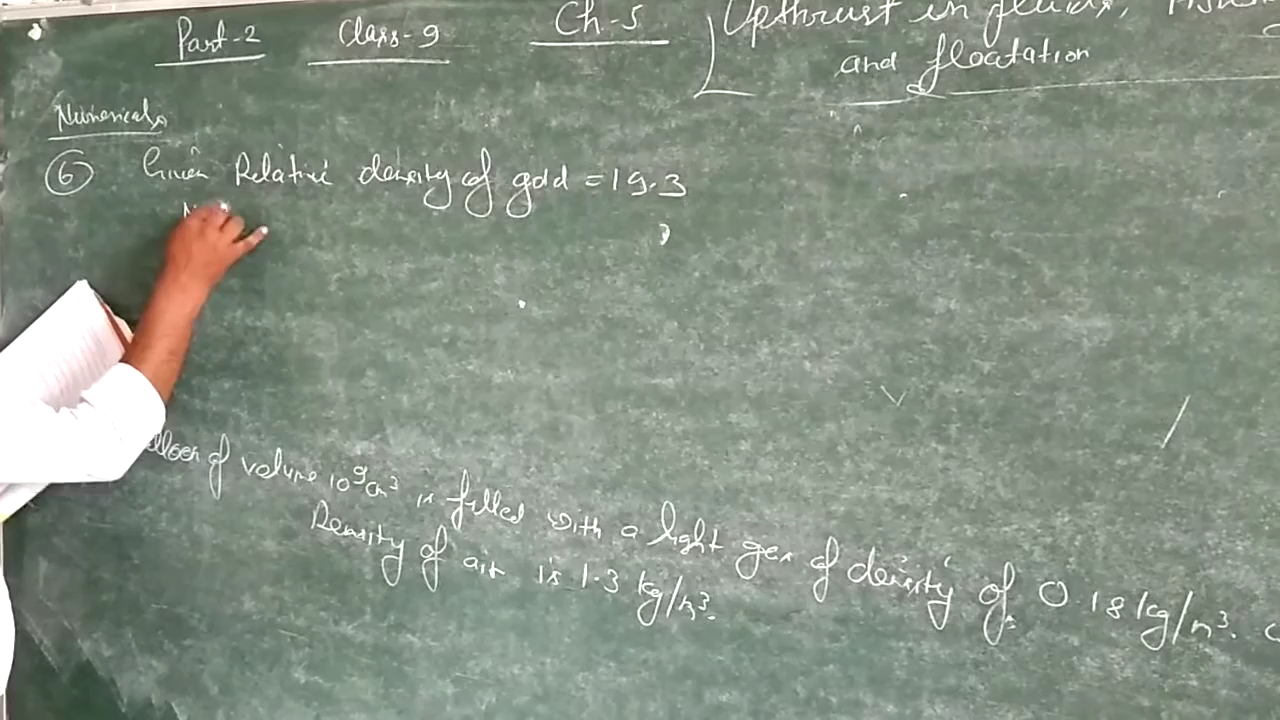 Part-2 Class-9 Ch-5 Upthrust in fluids,
and floatation
Numericals
6 Given Relative density of gold = 19.3
of volume 10⁹cm³ is filled with a light gas of density of 0.18 kg/m³.
Density of air is 1.3 kg/m³.